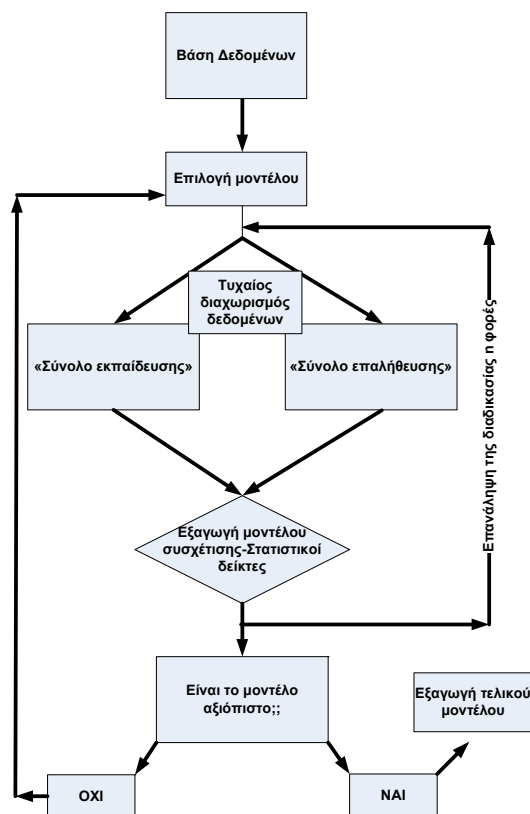 Βάση Δεδομένων
Επιλογή μοντέλου
Τυχαίος
διαχωρισμός
δεδομένων
«Σύνολο εκπαίδευσης»
«Σύνολο επαλήθευσης»
Επανάληψη της διαδικασίας η φορές
Εξαγωγή μοντέλου
συσχέτισης-Στατιστικοί
δείκτες
Είναι το μοντέλο
αξιόπιστο;;
Εξαγωγή τελικού
μοντέλου
ΟΧΙ
ΝΑΙ